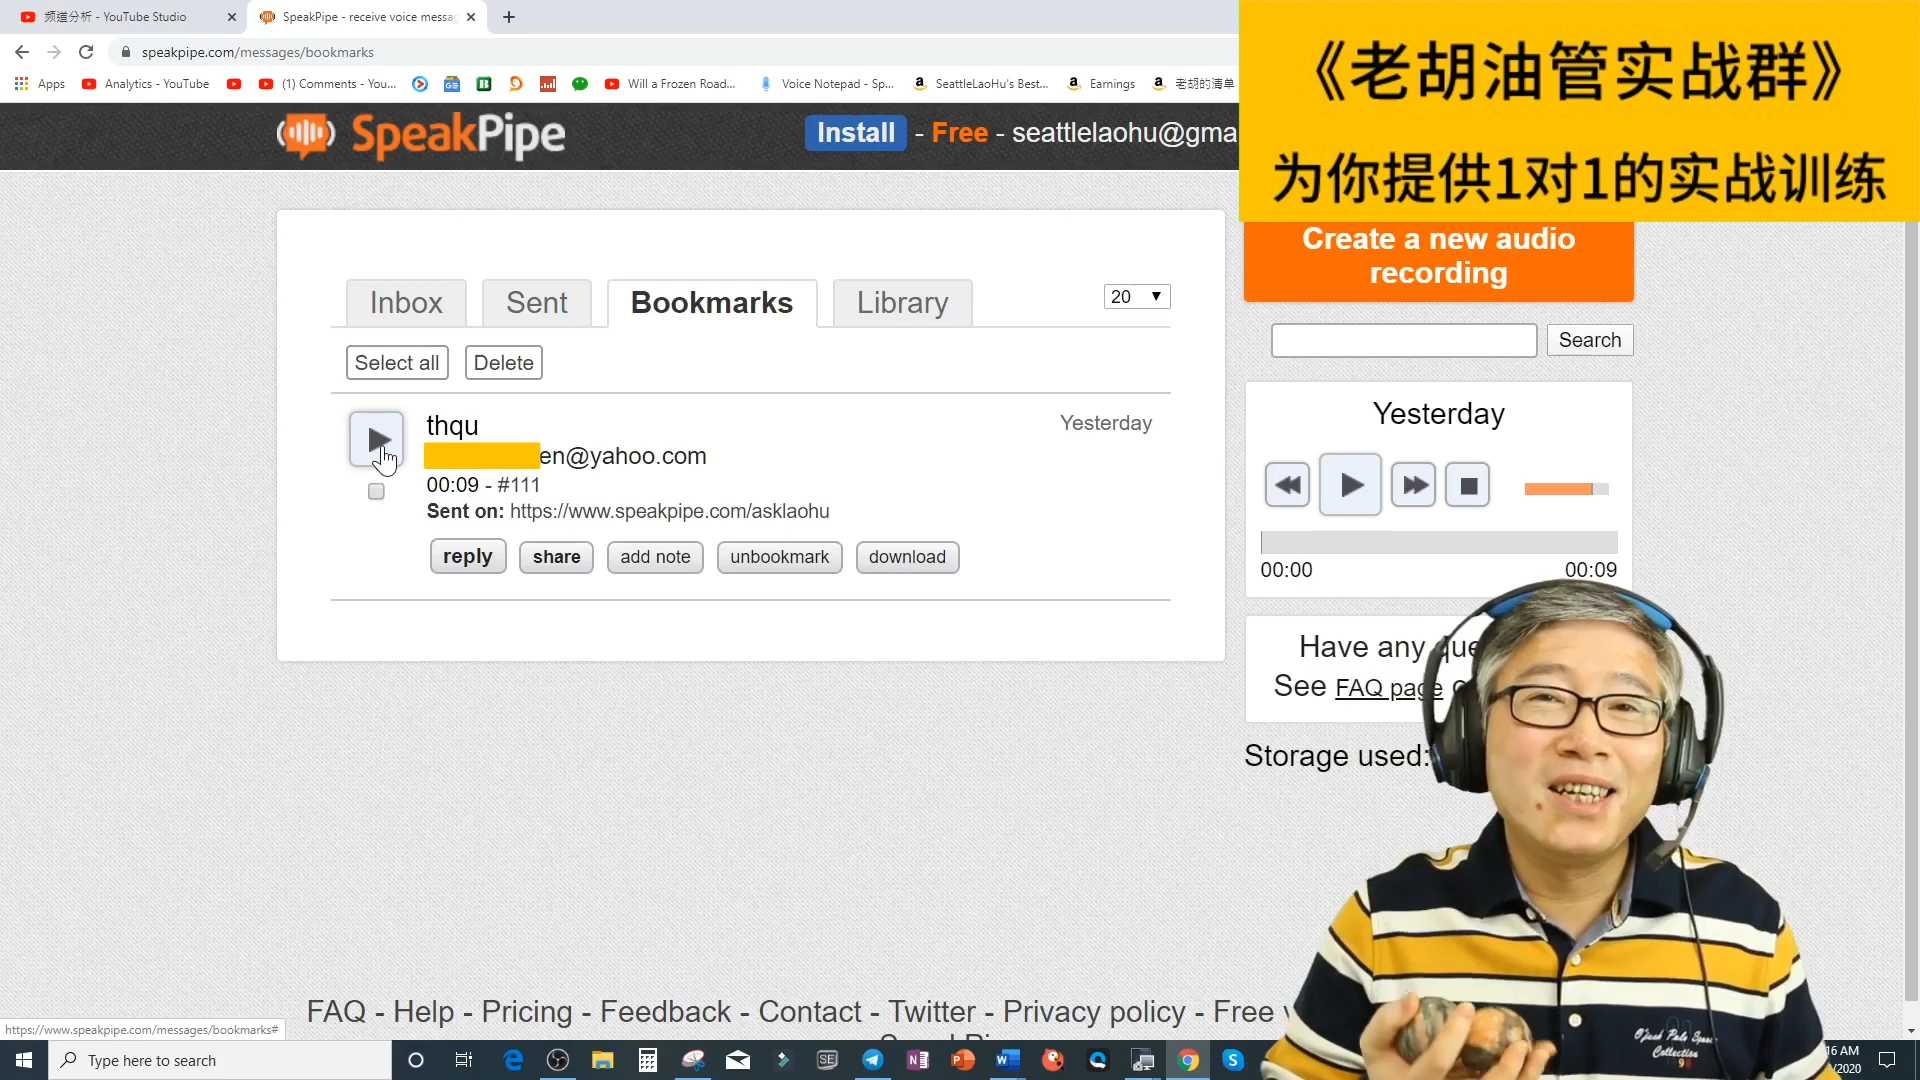 频道分析 - YouTube Studio
SpeakPipe - receive voice messa
speakpipe.com/messages/bookmarks
Apps
Analytics - YouTube
(1) Comments - You...
Will a Frozen Road...
Voice Notepad - Sp...
SeattleLaoHu's Best...
Earnings
老胡的清单
《老胡油管实战群》
为你提供1对1的实战训练
SpeakPipe
Install - Free - seattlelaohu@gma
Create a new audio
recording
Inbox
Sent
Bookmarks
Library
20
Search
Select all
Delete
Yesterday
thqu
Yesterday
en@yahoo.com
00:09 - #111
Sent on: https://www.speakpipe.com/asklaohu
reply
share
add note
unbookmark
download
00:00
00:09
Have any que
See FAQ page
Storage used:
FAQ - Help - Pricing - Feedback - Contact - Twitter - Privacy policy - Free
https://www.speakpipe.com/messages/bookmarks#
Type here to search
16 AM
/2020
Collection